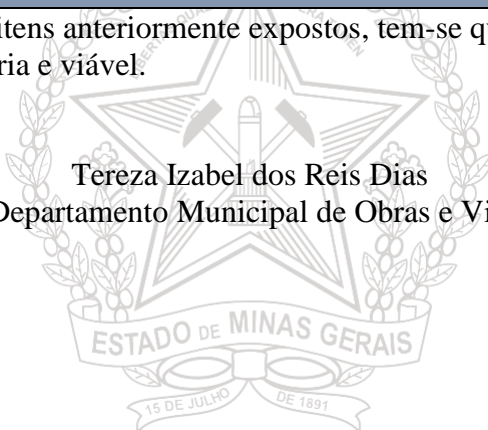 itens anteriormente expostos, tem-se qu
ria e viável.
Tereza Izabel dos Reis Dias
Departamento Municipal de Obras e Vi
ESTADO DE MINAS GERAIS
15 DE JULHO DE 1891